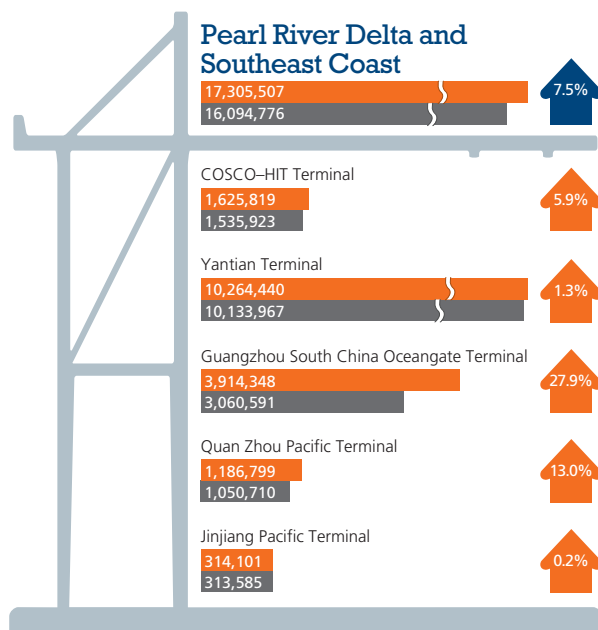 Pearl River Delta and
Southeast Coast
17,305,507
16,094,776
7.5%
COSCO–HIT Terminal
1,625,819
1,535,923
5.9%
Yantian Terminal
10,264,440
10,133,967
1.3%
Guangzhou South China Oceangate Terminal
3,914,348
3,060,591
27.9%
Quan Zhou Pacific Terminal
1,186,799
1,050,710
13.0%
Jinjiang Pacific Terminal
314,101
313,585
0.2%